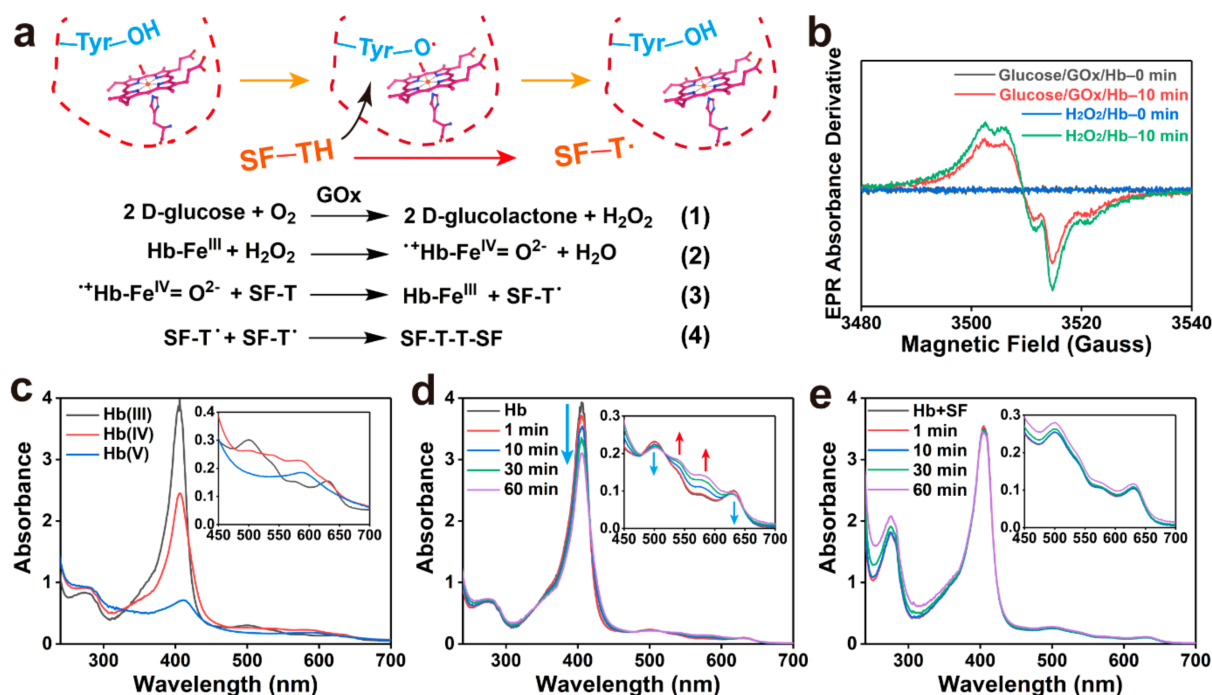 a
Tyr–OH
Tyr–O·
Tyr–OH
SF–TH
SF–T·
GOx
2 D-glucose + O₂ → 2 D-glucolactone + H₂O₂ (1)
Hb-Feᴵᴵᴵ + H₂O₂ → ·⁺Hb-Feᴵⱽ= O²⁻ + H₂O (2)
·⁺Hb-Feᴵⱽ= O²⁻ + SF-T → Hb-Feᴵᴵᴵ + SF-T· (3)
SF-T· + SF-T· → SF-T-T-SF (4)
b
EPR Absorbance Derivative
Glucose/GOx/Hb–0 min
Glucose/GOx/Hb–10 min
H₂O₂/Hb–0 min
H₂O₂/Hb–10 min
3480 3500 3520 3540
Magnetic Field (Gauss)
c
Absorbance
4
3
2
1
0
Hb(III)
Hb(IV)
Hb(V)
0.4
0.3
0.2
0.1
0.0
450 500 550 600 650 700
300 400 500 600 700
Wavelength (nm)
d
Absorbance
4
3
2
1
0
Hb
1 min
10 min
30 min
60 min
0.3
0.2
0.1
0.0
450 500 550 600 650 700
300 400 500 600 700
Wavelength (nm)
e
Absorbance
4
3
2
1
0
Hb+SF
1 min
10 min
30 min
60 min
0.3
0.2
0.1
0.0
450 500 550 600 650 700
300 400 500 600 700
Wavelength (nm)